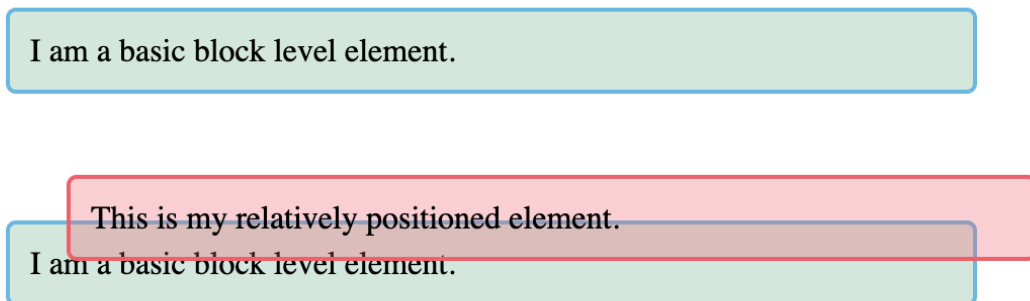 I am a basic block level element.
This is my relatively positioned element.
I am a basic block level element.